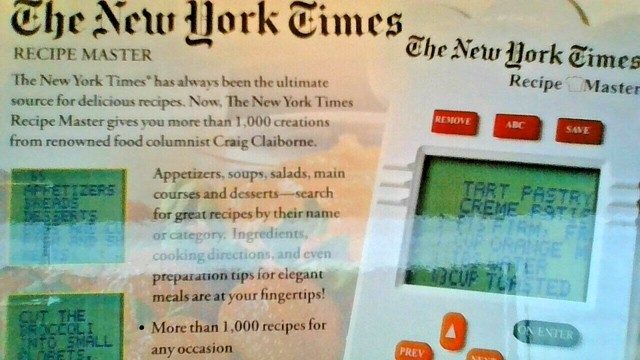 The New York Times
RECIPE MASTER
The New York Times® has always been the ultimate
source for delicious recipes. Now, The New York Times
Recipe Master gives you more than 1,000 creations
from renowned food columnist Craig Claiborne.
APPETIZERS
BREADS
DESSERTS
Appetizers, soups, salads, main
courses and desserts—search
for great recipes by their name
or category. Ingredients,
cooking directions, and even
preparation tips for elegant
meals are at your fingertips!
CUT THE
BROCCOLI
INTO SMALL
• More than 1,000 recipes for
any occasion
The New York Times
Recipe Master
REMOVE
ABC
SAVE
TART PASTRY
CREME
FIRM,
CUP ORANGE
CUP TOASTED
PREV
ON/ENTER